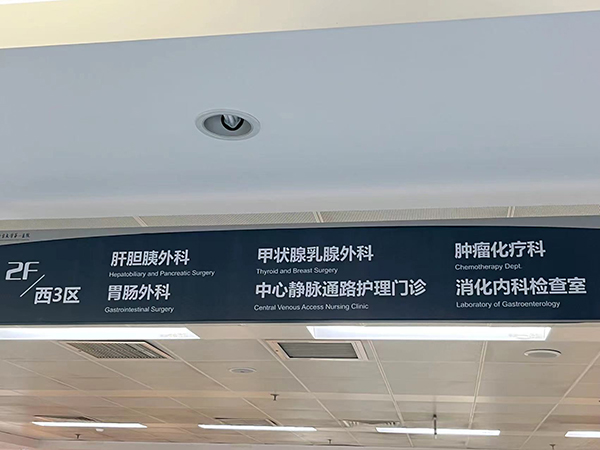 2F/西3区
肝胆胰外科
Hepatobiliary and Pancreatic Surgery
胃肠外科
Gastrointestinal Surgery
甲状腺乳腺外科
Thyroid and Breast Surgery
中心静脉通路护理门诊
Central Venous Access Nursing Clinic
肿瘤化疗科
Chemotherapy Dept.
消化内科检查室
Laboratory of Gastroenterology